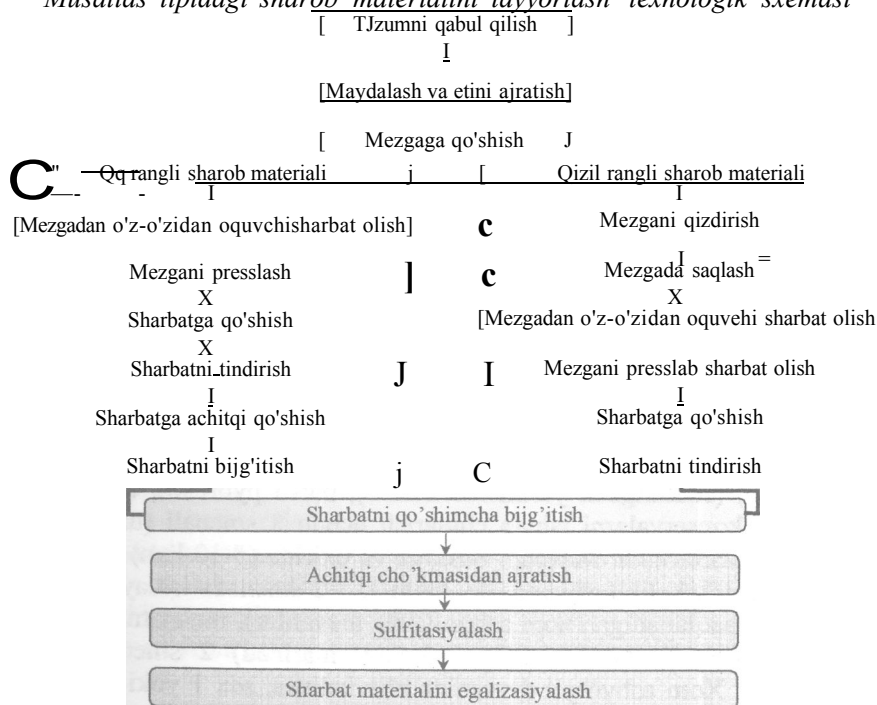 Musallas tipidagi sharob materialini tayyorlash texnologik sxemasi
[ TJzumni qabul qilish ]
I
[Maydalash va etini ajratish]
[ Mezgaga qo'shish J
C" Qq rangli sharob materiali j [ Qizil rangli sharob materiali
—- - I I
[Mezgadan o'z-o'zidan oquvchisharbat olish] c Mezgani qizdirish
I
Mezgani presslash ] c Mezgada saqlash =
X X
Sharbatga qo'shish [Mezgadan o'z-o'zidan oquvehi sharbat olish
X
Sharbatni tindirish J I Mezgani presslab sharbat olish
I I
Sharbatga achitqi qo'shish Sharbatga qo'shish
I
Sharbatni bijg'itish j C Sharbatni tindirish
Sharbatni qo'shimcha bijg'itish
Achitqi cho'kmasidan ajratish
Sulfitasiyalash
Sharbat materialini egalizasiyalash